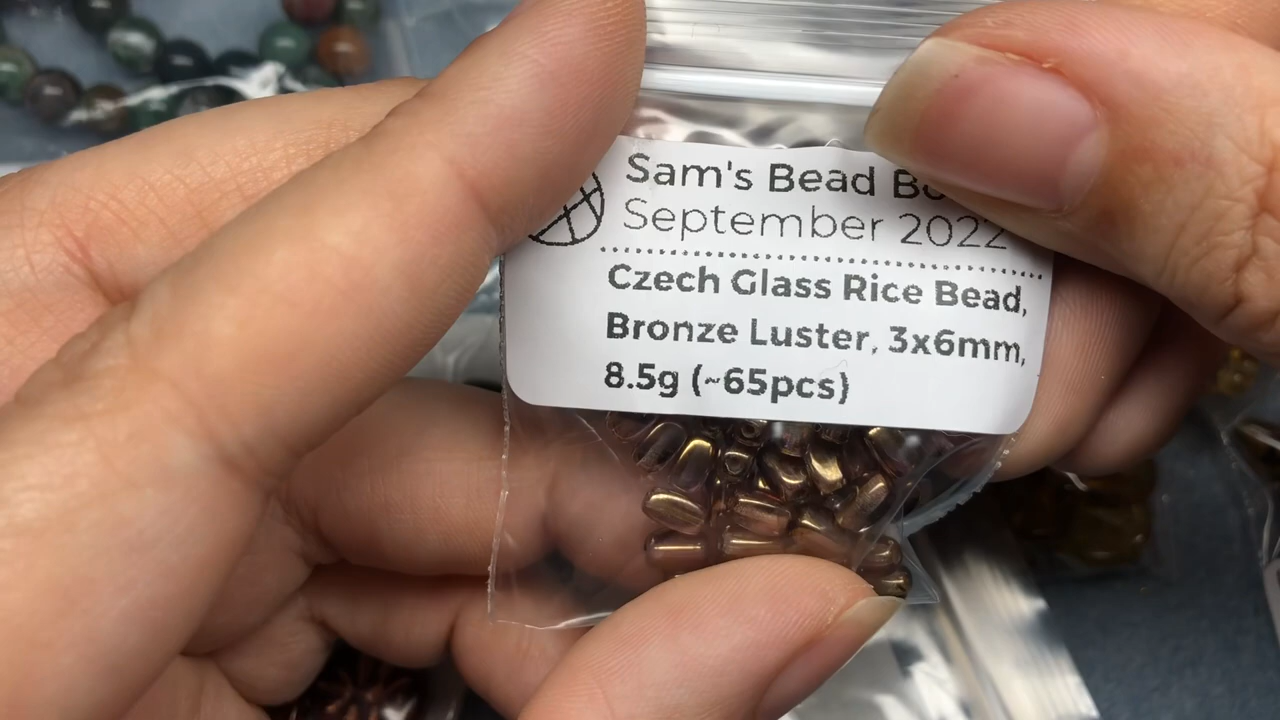 Sam's Bead
September 2022
Czech Glass Rice Bead,
Bronze Luster, 3x6mm,
8.5g (~65pcs)